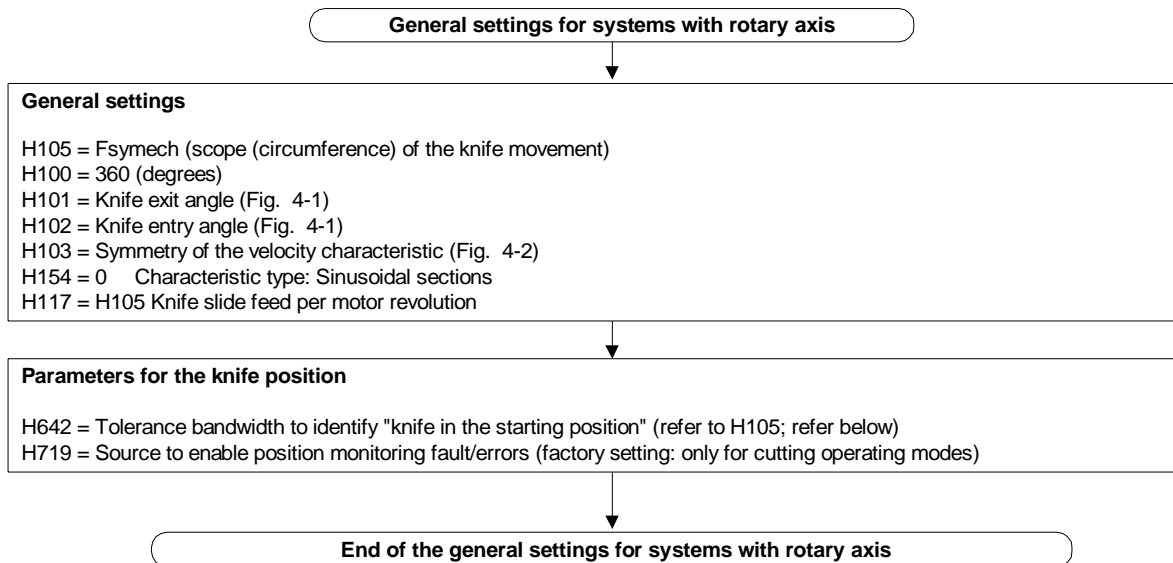 General settings for systems with rotary axis
General settings
H105 = Fsymech (scope (circumference) of the knife movement)
H100 = 360 (degrees)
H101 = Knife exit angle (Fig. 4-1)
H102 = Knife entry angle (Fig. 4-1)
H103 = Symmetry of the velocity characteristic (Fig. 4-2)
H154 = 0 Characteristic type: Sinusoidal sections
H117 = H105 Knife slide feed per motor revolution
Parameters for the knife position
H642 = Tolerance bandwidth to identify "knife in the starting position" (refer to H105; refer below)
H719 = Source to enable position monitoring fault/errors (factory setting: only for cutting operating modes)
End of the general settings for systems with rotary axis